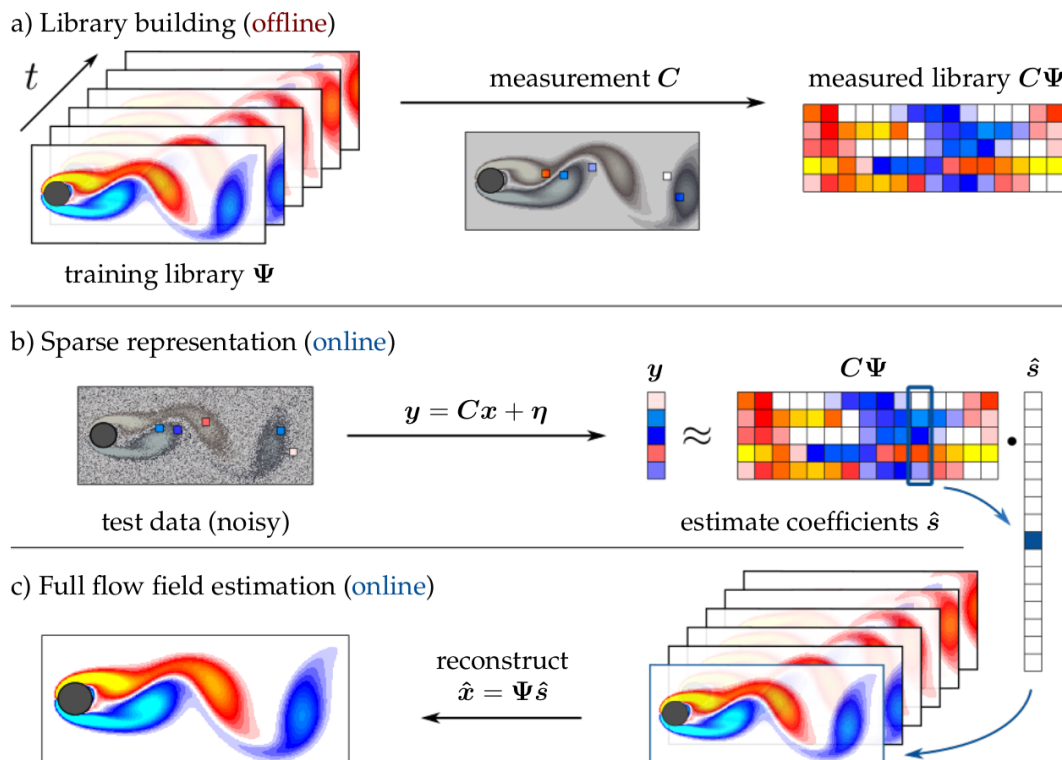 a) Library building (offline)
t
measurement C
measured library CΨ
training library Ψ
b) Sparse representation (online)
y
CΨ
ŝ
y = Cx + η
≈
·
test data (noisy)
estimate coefficients ŝ
c) Full flow field estimation (online)
reconstruct
x̂ = Ψŝ